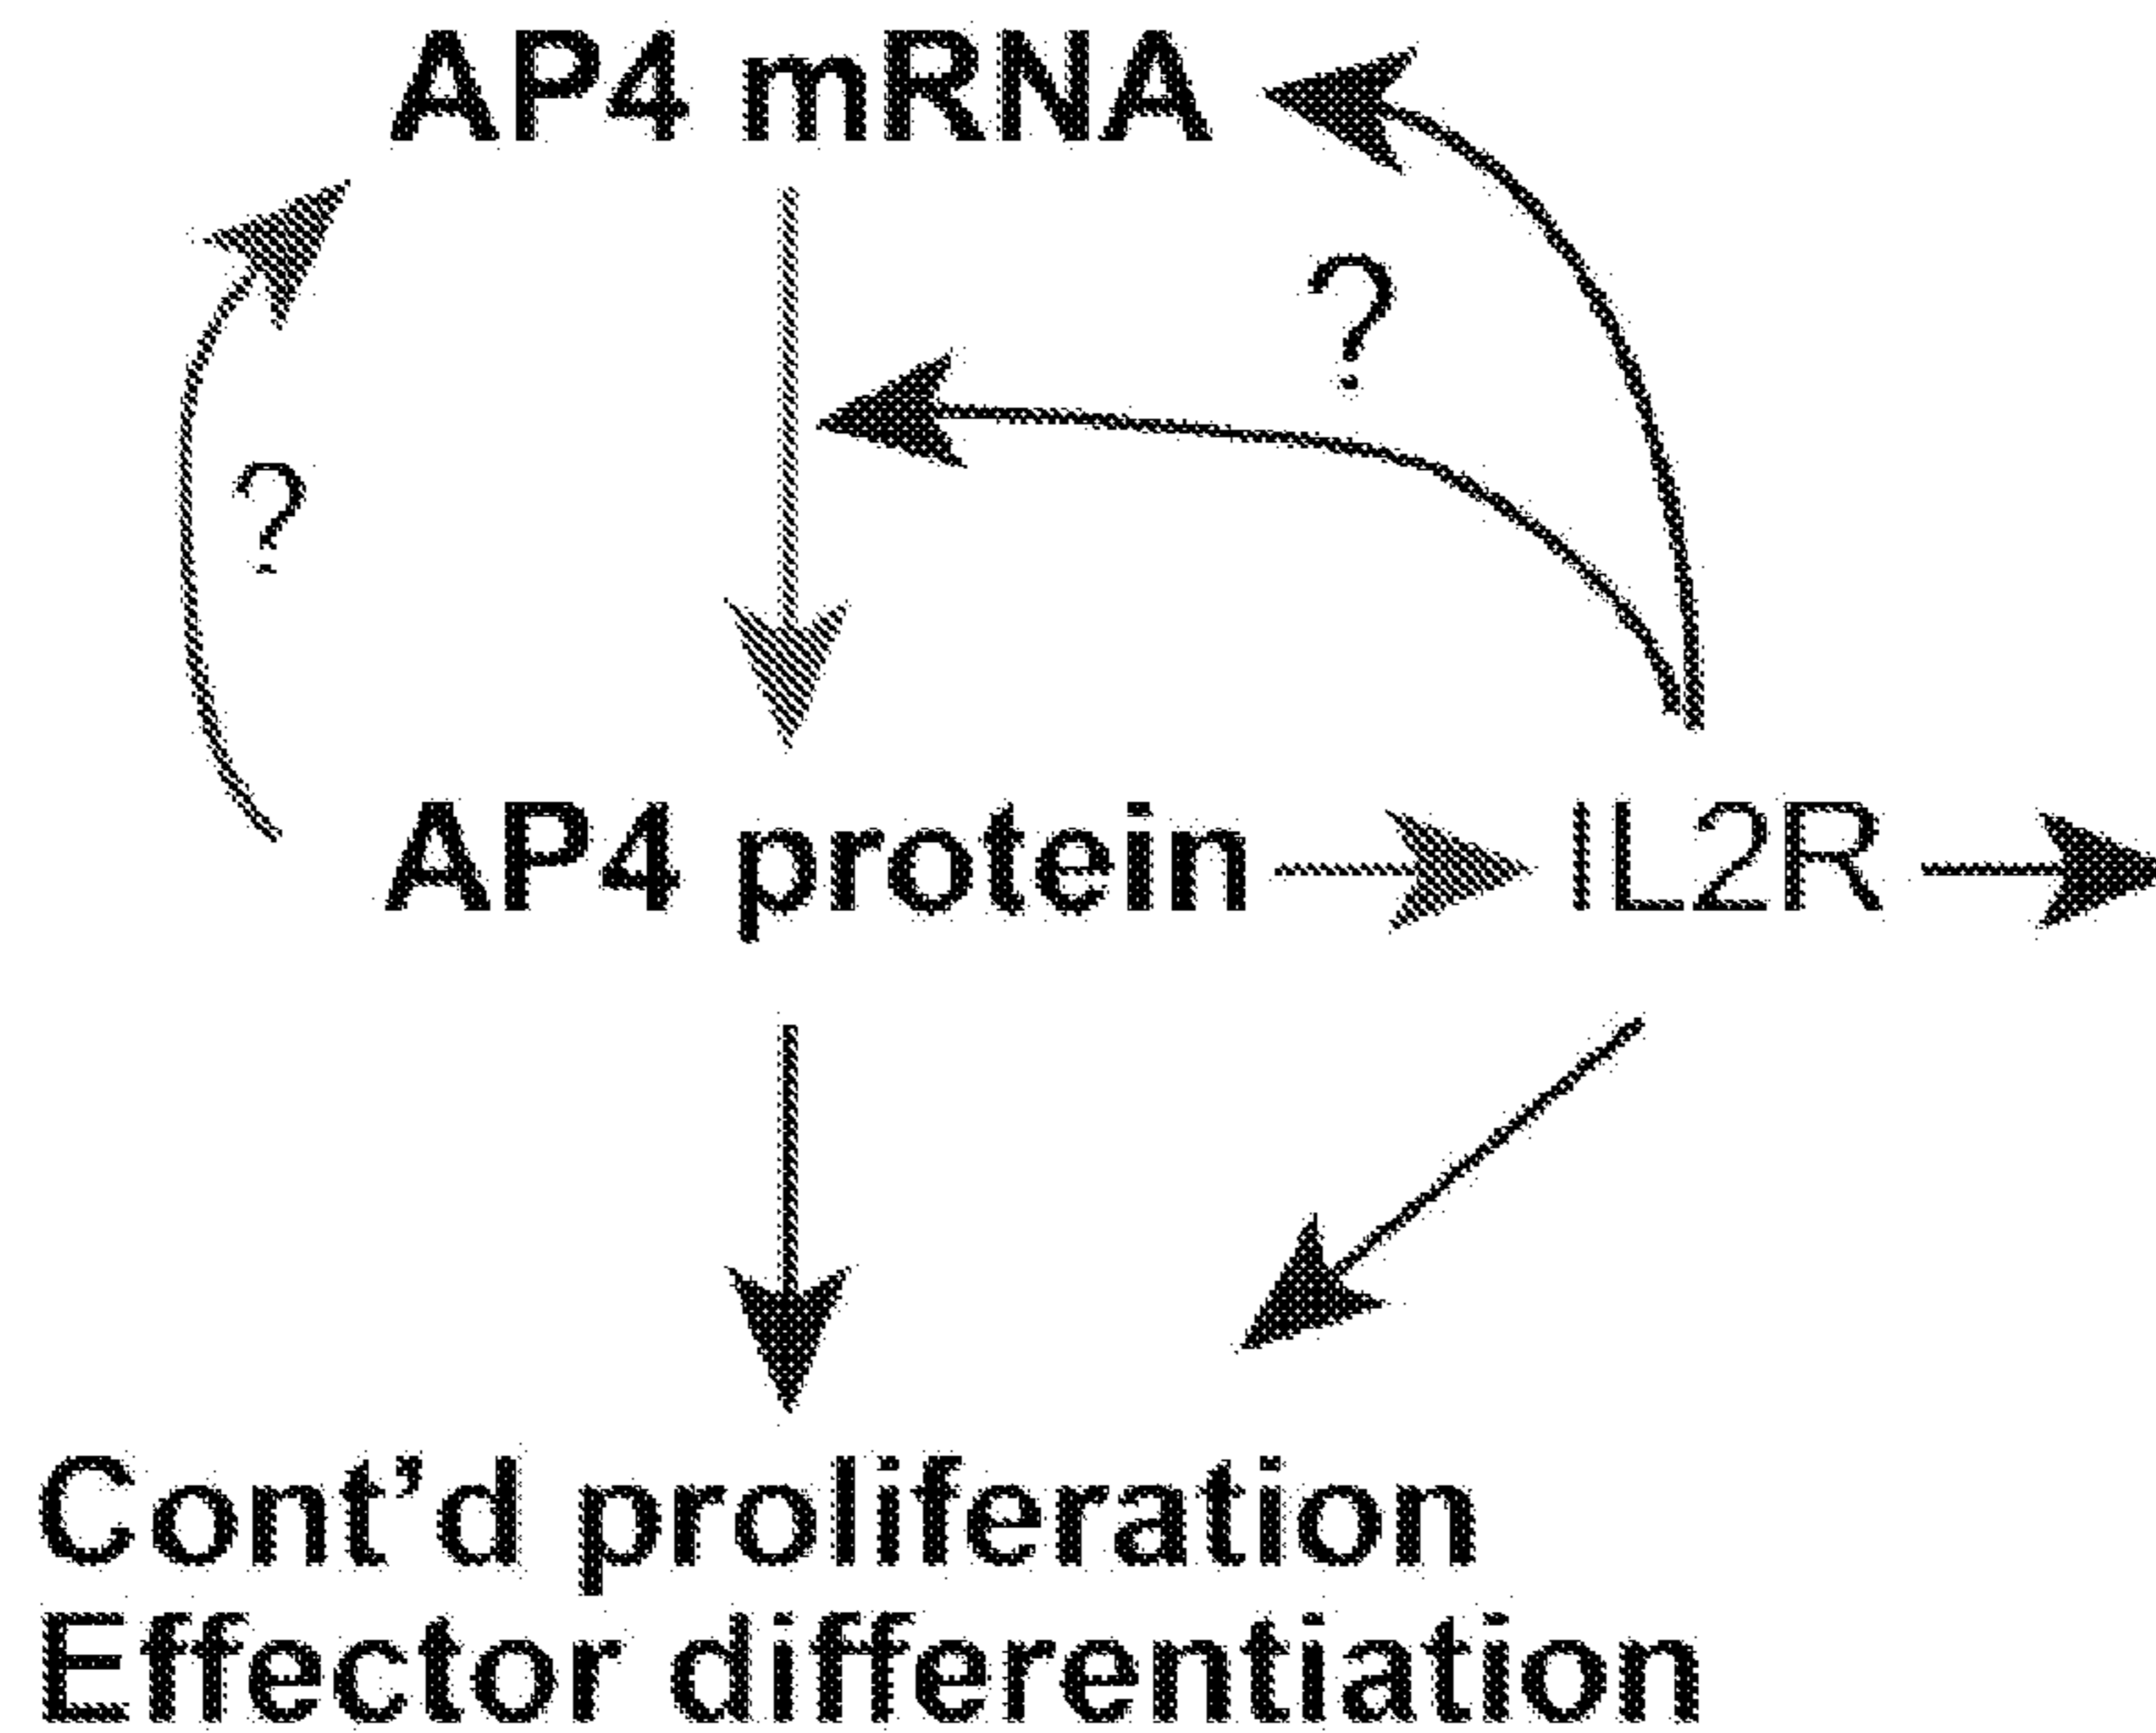 AP4 mRNA
?
?
AP4 protein IL2R
Cont'd proliferation
Effector differentiation